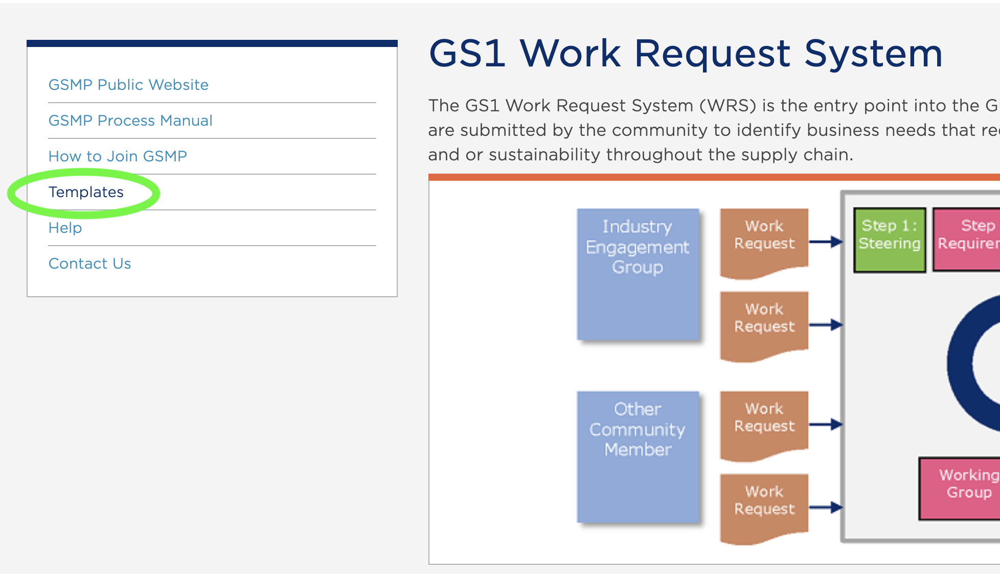 GSMP Public Website
GSMP Process Manual
How to Join GSMP
Templates
Help
Contact Us
GS1 Work Request System
The GS1 Work Request System (WRS) is the entry point into the
are submitted by the community to identify business needs that
and or sustainability throughout the supply chain.
Industry
Engagement
Group
Work
Request
Work
Request
Other
Community
Member
Work
Request
Work
Request
Step 1:
Steering
Step
Working
Group